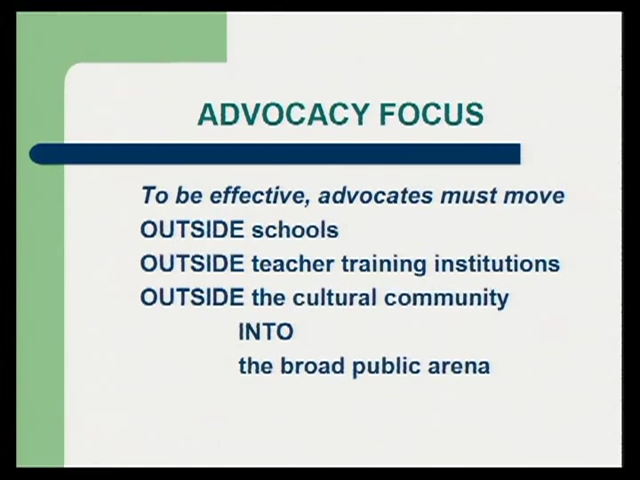 ADVOCACY FOCUS
To be effective, advocates must move
OUTSIDE schools
OUTSIDE teacher training institutions
OUTSIDE the cultural community
INTO
the broad public arena